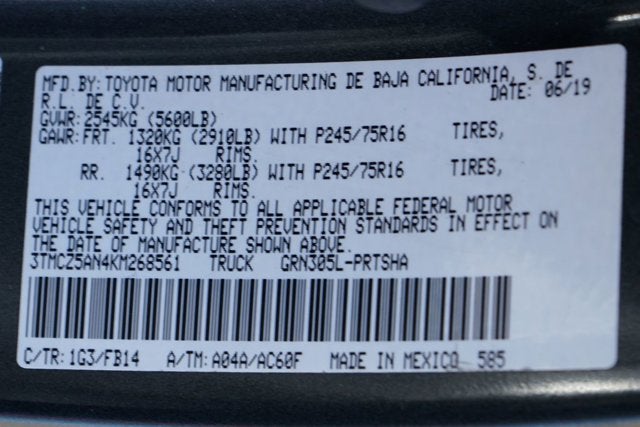 MFD. BY: TOYOTA MOTOR MANUFACTURING DE BAJA CALIFORNIA, S. DE
R.L. DE C.V. DATE: 06/19
GVWR: 2545KG (5600LB)
GAWR: FRT. 1320KG (2910LB) WITH P245/75R16 TIRES,
16X7J RIMS.
RR. 1490KG (3280LB) WITH P245/75R16 TIRES,
16X7J RIMS.
THIS VEHICLE CONFORMS TO ALL APPLICABLE FEDERAL MOTOR
VEHICLE SAFETY AND THEFT PREVENTION STANDARDS IN EFFECT ON
THE DATE OF MANUFACTURE SHOWN ABOVE.
3TMCZ5AN4KM268561 TRUCK GRN305L-PRTSHA
C/TR: 1G3/FB14 A/TM: A04A/AC60F MADE IN MEXICO 585